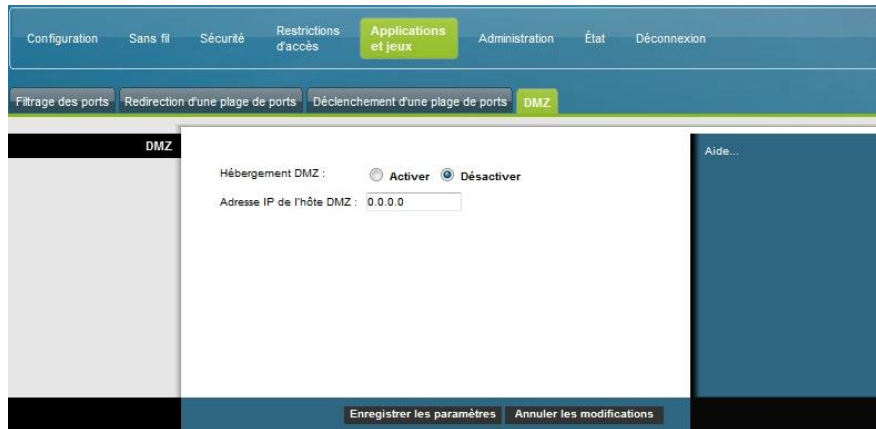 Configuration Sans fil Sécurité Restrictions d'accès Applications et jeux Administration État Déconnexion
Filtrage des ports Redirection d'une plage de ports Déclenchement d'une plage de ports DMZ
DMZ
Aide...
Hébergement DMZ : Activer Désactiver
Adresse IP de l'hôte DMZ : 0.0.0.0
Enregistrer les paramètres Annuler les modifications